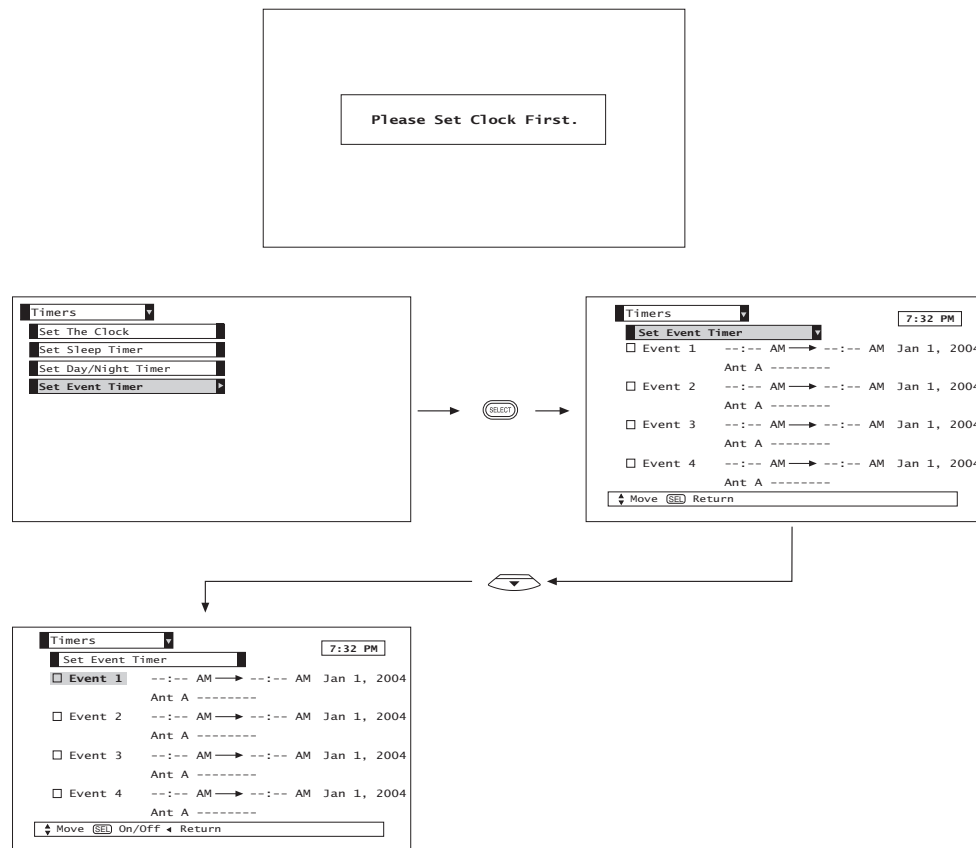 Please Set Clock First.
Timers
Set The Clock
Set Sleep Timer
Set Day/Night Timer
Set Event Timer
SELECT
Timers
7:32 PM
Set Event Timer
Event 1 --:-- AM --:-- AM Jan 1, 2004
Ant A --------
Event 2 --:-- AM --:-- AM Jan 1, 2004
Ant A --------
Event 3 --:-- AM --:-- AM Jan 1, 2004
Ant A --------
Event 4 --:-- AM --:-- AM Jan 1, 2004
Ant A --------
Move SEL Return
Timers
7:32 PM
Set Event Timer
Event 1 --:-- AM --:-- AM Jan 1, 2004
Ant A --------
Event 2 --:-- AM --:-- AM Jan 1, 2004
Ant A --------
Event 3 --:-- AM --:-- AM Jan 1, 2004
Ant A --------
Event 4 --:-- AM --:-- AM Jan 1, 2004
Ant A --------
Move SEL On/Off Return